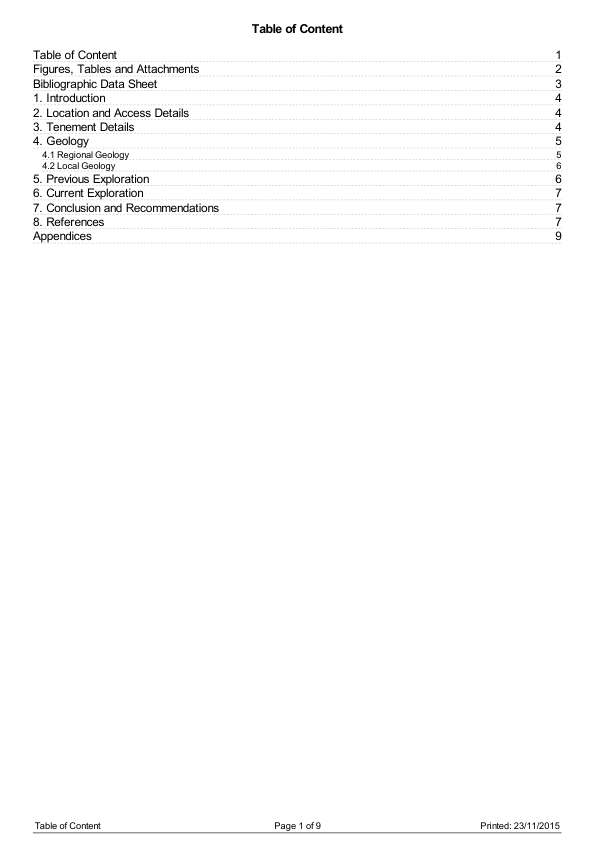 Table of Content
Table of Content 1
Figures, Tables and Attachments 2
Bibliographic Data Sheet 3
1. Introduction 4
2. Location and Access Details 4
3. Tenement Details 4
4. Geology 5
4.1 Regional Geology 5
4.2 Local Geology 6
5. Previous Exploration 6
6. Current Exploration 7
7. Conclusion and Recommendations 7
8. References 7
Appendices 9
Table of Content Page 1 of 9 Printed: 23/11/2015